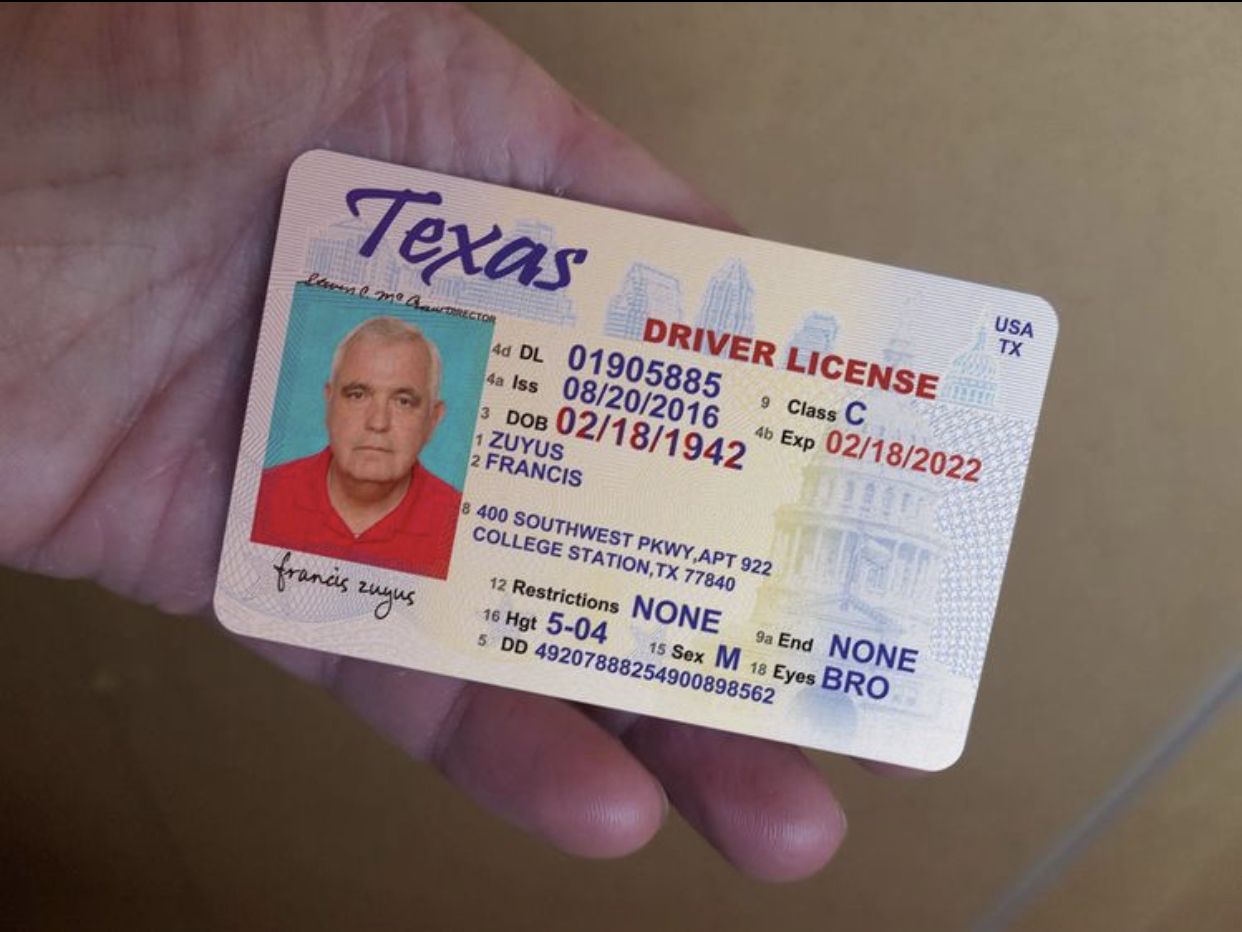 Texas
USA
TX
DIRECTOR
DRIVER LICENSE
4d DL 01905885
9 Class C
4a Iss 08/20/2016
4b Exp 02/18/2022
3 DOB 02/18/1942
1 ZUYUS
2 FRANCIS
8 400 SOUTHWEST PKWY,APT 922
COLLEGE STATION,TX 77840
12 Restrictions NONE
9a End NONE
16 Hgt 5-04
15 Sex M
18 Eyes BRO
5 DD 49207888254900898562
francis zuyus